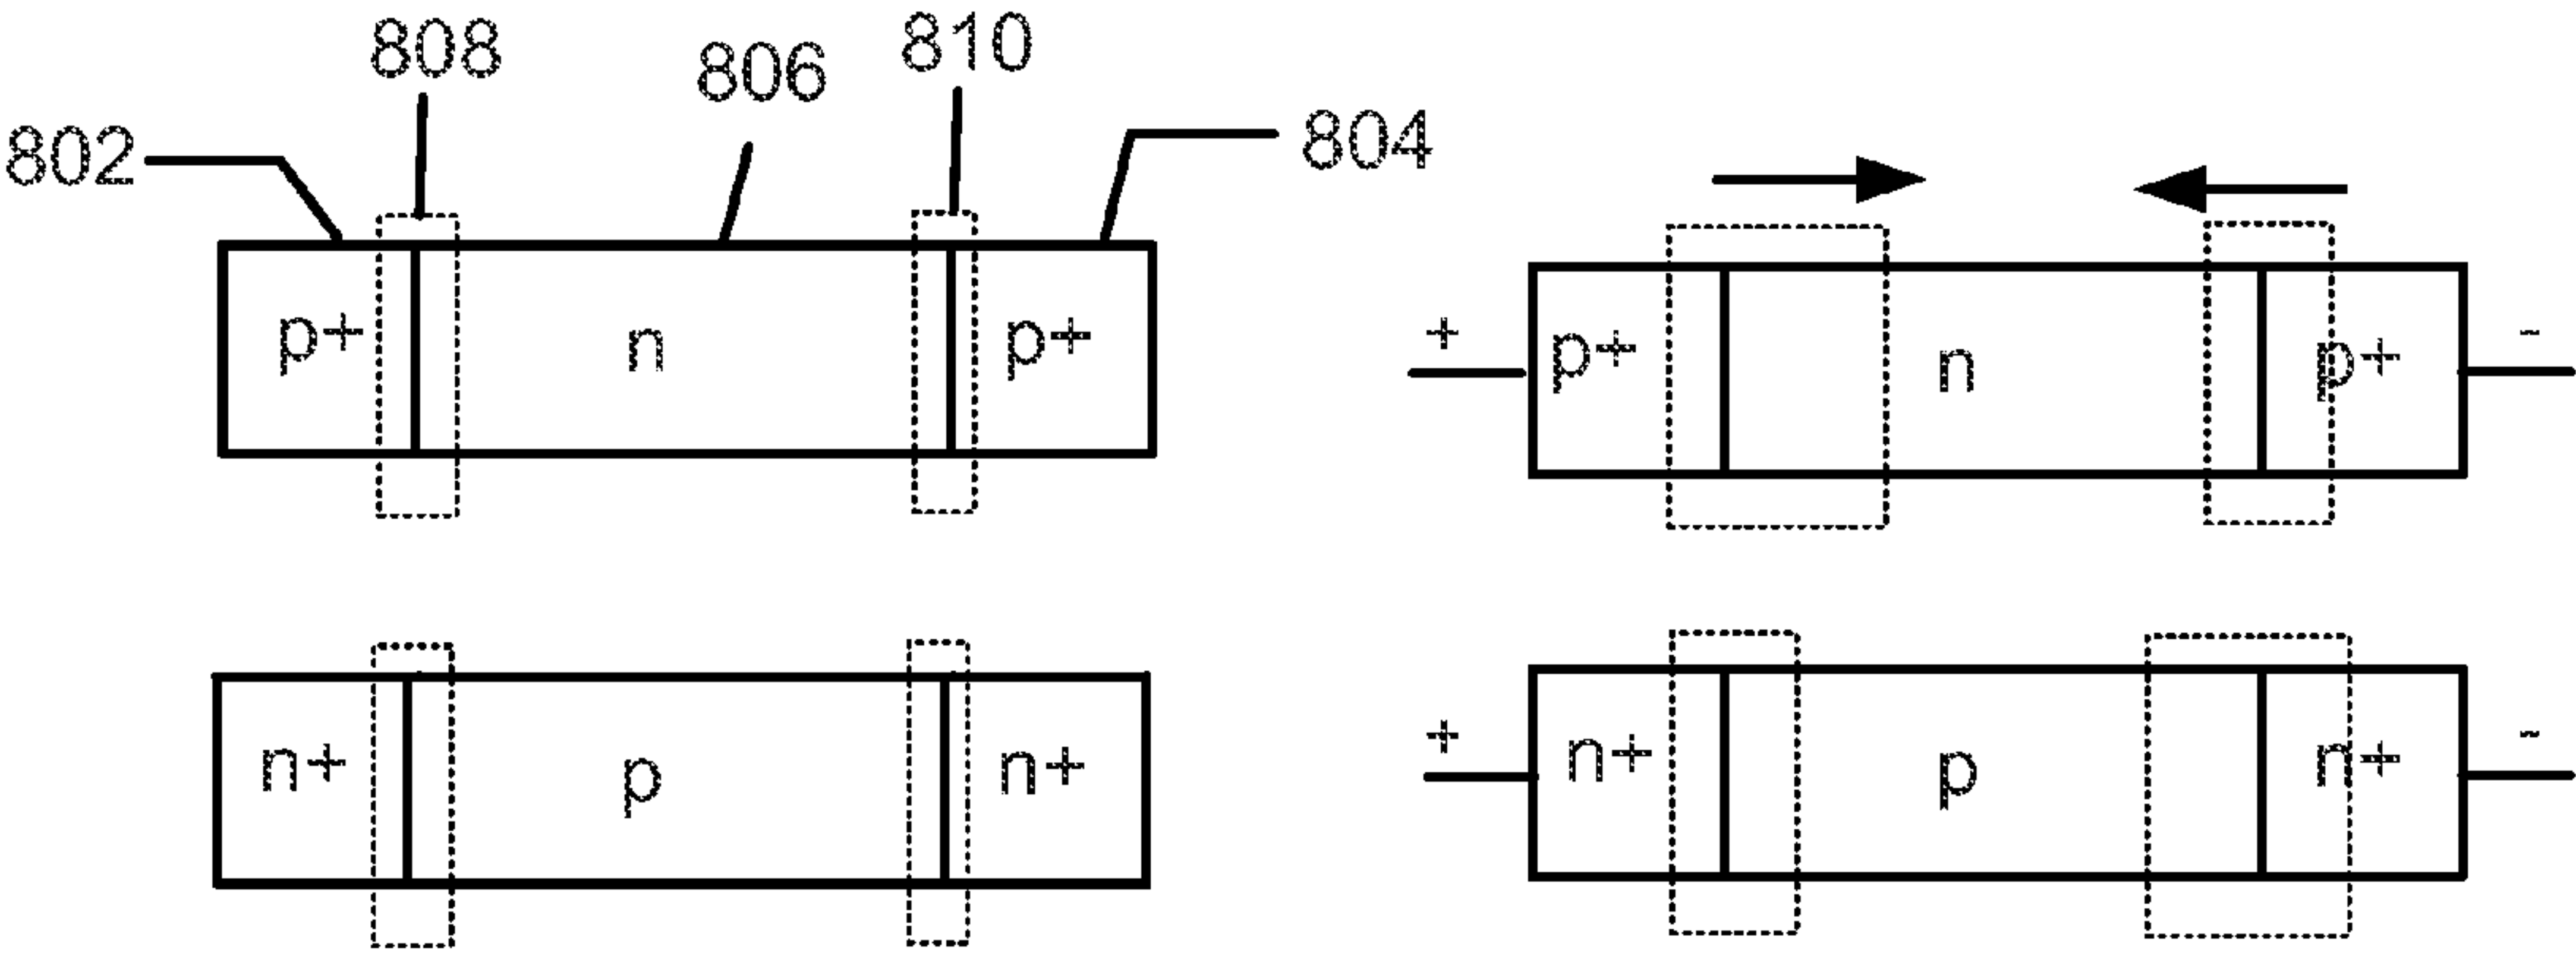 808
806
810
802
804
p+ n p+
+ p+ n p+ -
n+ p n+
+ n+ p n+ -